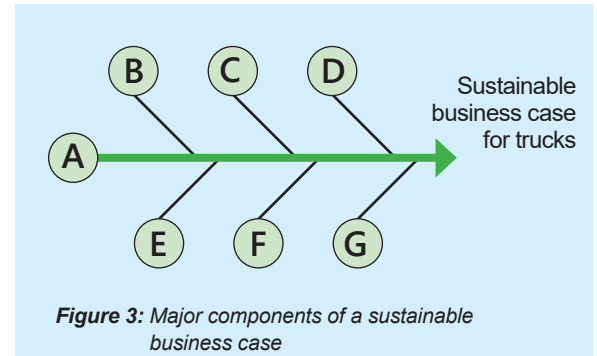 B C D
Sustainable
business case
for trucks
A
E F G
Figure 3: Major components of a sustainable
business case